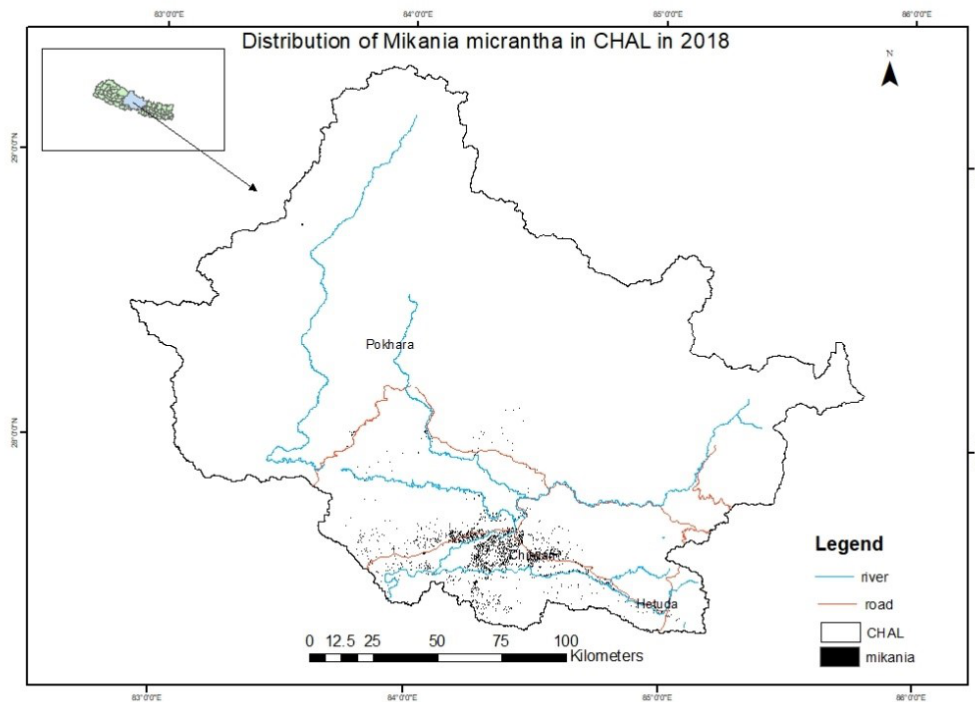 83°0'0"E 84°0'0"E 85°0'0"E 86°0'0"E
Distribution of Mikania micrantha in CHAL in 2018
N
29°0'0"N
Pokhara
28°0'0"N
Hetuda
Legend
river
road
CHAL
mikania
0 12.5 25 50 75 100
Kilometers
83°0'0"E 84°0'0"E 85°0'0"E 86°0'0"E